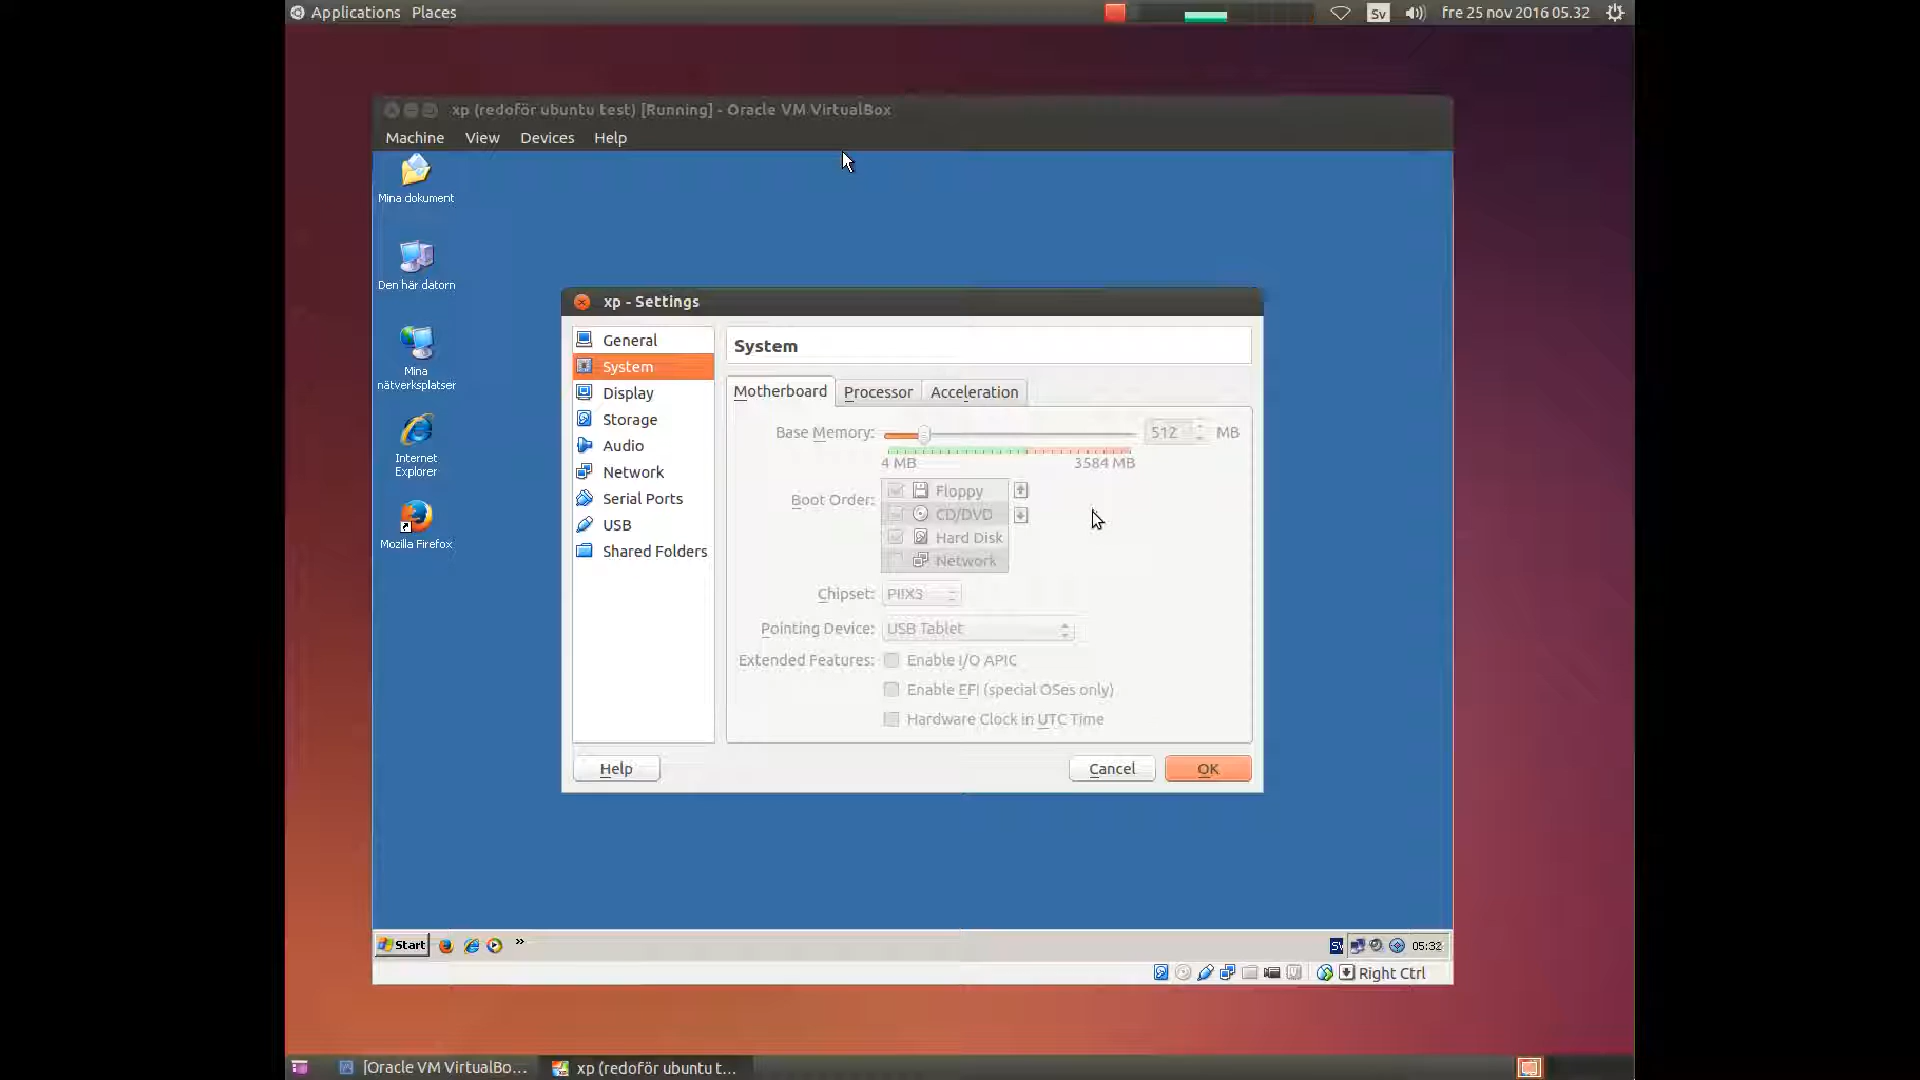 Applications Places
Sv
fre 25 nov 2016 05.32
xp (redoför ubuntu test) [Running] - Oracle VM VirtualBox
Machine View Devices Help
Mina dokument
Den här datorn
Mina
nätverksplatser
Internet
Explorer
Mozilla Firefox
xp - Settings
General
System
Display
Storage
Audio
Network
Serial Ports
USB
Shared Folders
System
Motherboard Processor Acceleration
Base Memory: 512 MB
4 MB 3584 MB
Boot Order: Floppy
CD/DVD
Hard Disk
Network
Chipset: PIIX3
Pointing Device: USB Tablet
Extended Features: Enable I/O APIC
Enable EFI (special OSes only)
Hardware Clock in UTC Time
Help Cancel OK
Start » SV 05:32
Right Ctrl
[Oracle VM VirtualBo... xp (redoför ubuntu t...